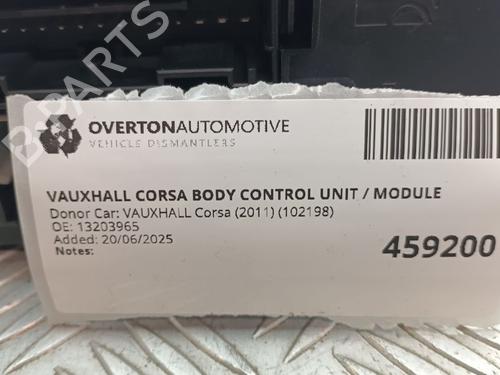 B-PARTS
OVERTONAUTOMOTIVE
VEHICLE DISMANTLERS
VAUXHALL CORSA BODY CONTROL UNIT / MODULE
Donor Car: VAUXHALL Corsa (2011) (102198)
OE: 13203965
Added: 20/06/2025
Notes:
459200